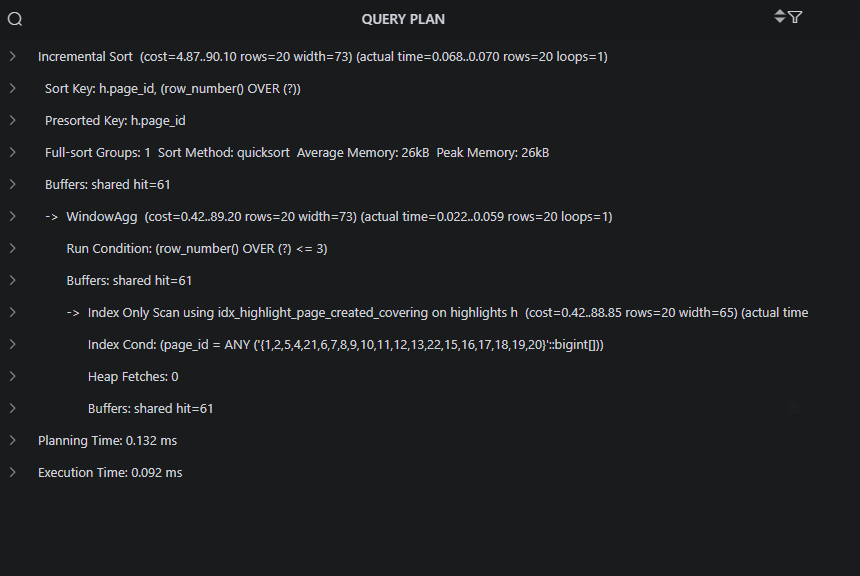 QUERY PLAN
Incremental Sort  (cost=4.87..90.10 rows=20 width=73) (actual time=0.068..0.070 rows=20 loops=1)
Sort Key: h.page_id, (row_number() OVER (?))
Presorted Key: h.page_id
Full-sort Groups: 1  Sort Method: quicksort  Average Memory: 26kB  Peak Memory: 26kB
Buffers: shared hit=61
->  WindowAgg  (cost=0.42..89.20 rows=20 width=73) (actual time=0.022..0.059 rows=20 loops=1)
Run Condition: (row_number() OVER (?) <= 3)
Buffers: shared hit=61
->  Index Only Scan using idx_highlight_page_created_covering on highlights h  (cost=0.42..88.85 rows=20 width=65) (actual time
Index Cond: (page_id = ANY ('{1,2,5,4,21,6,7,8,9,10,11,12,13,22,15,16,17,18,19,20}'::bigint[]))
Heap Fetches: 0
Buffers: shared hit=61
Planning Time: 0.132 ms
Execution Time: 0.092 ms